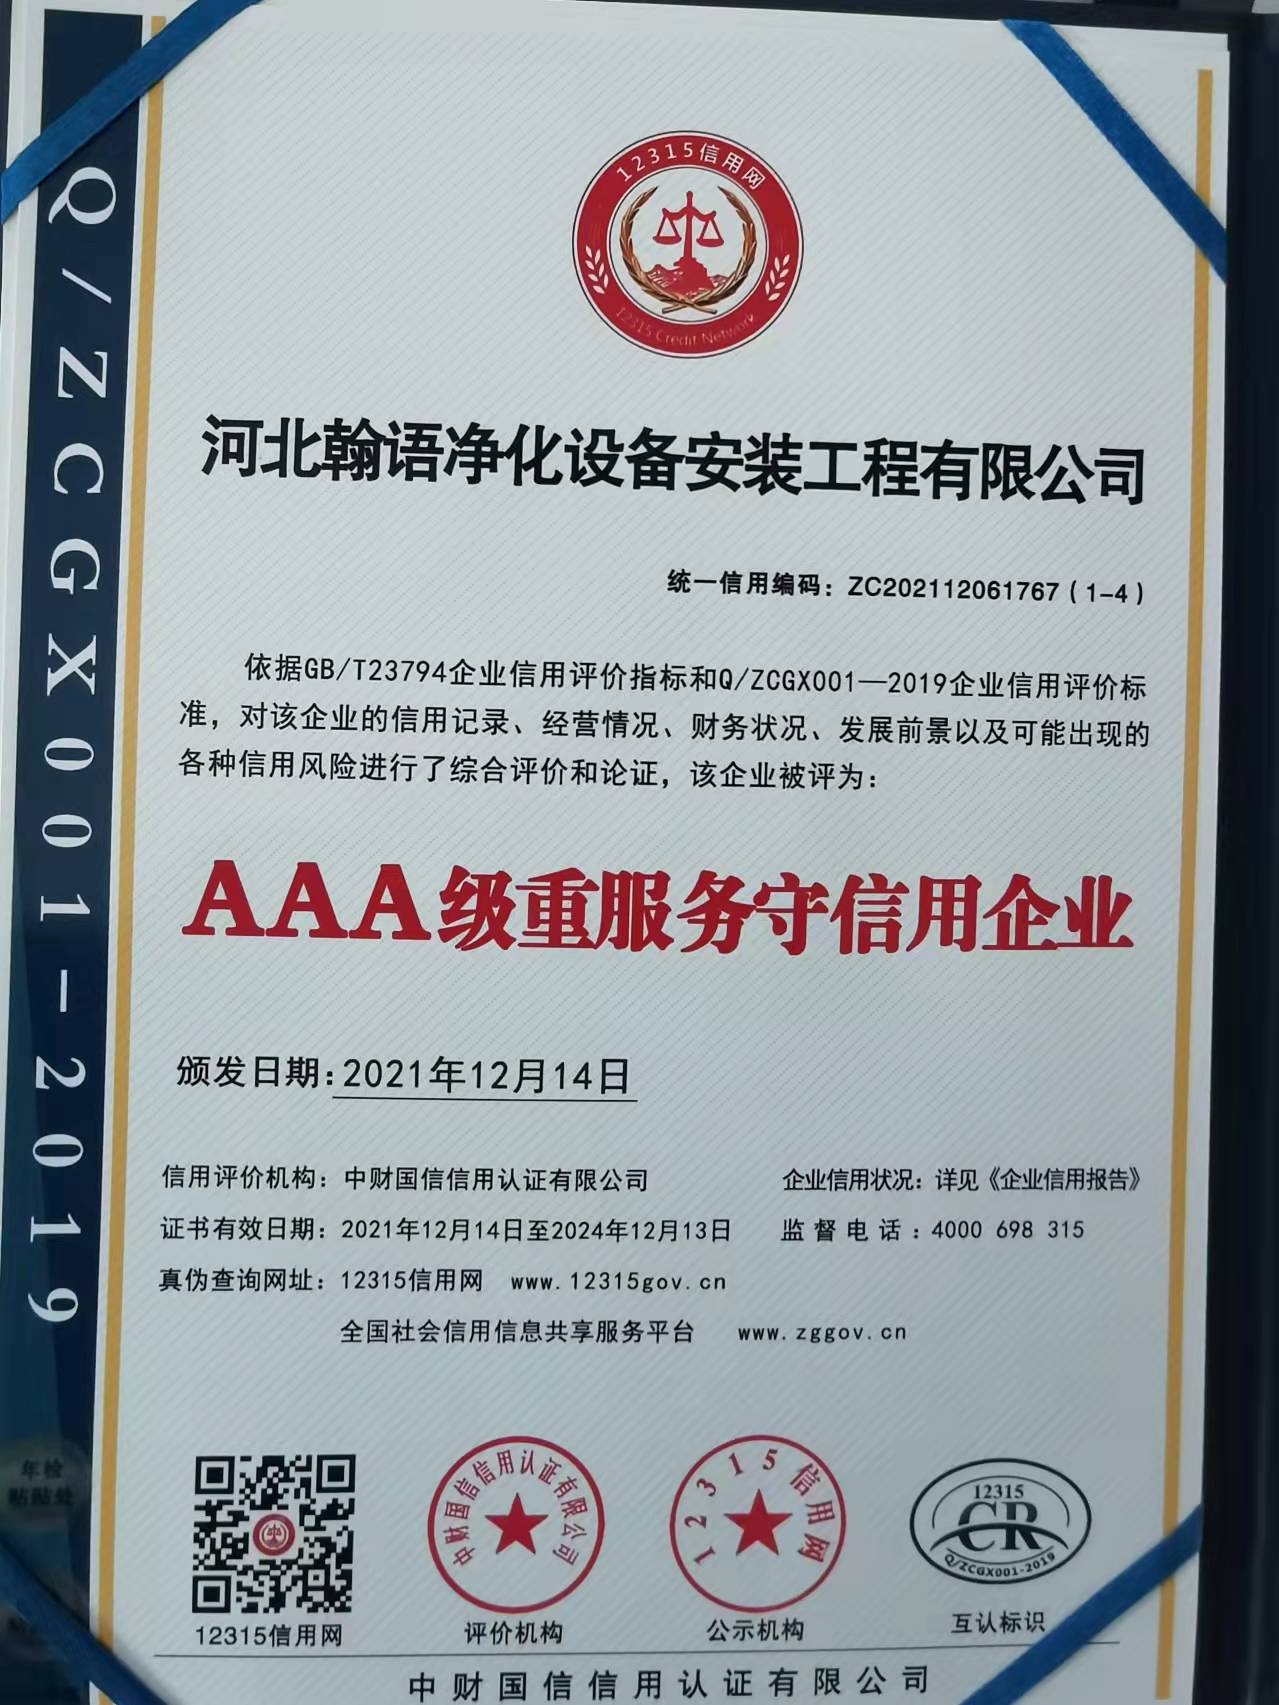 Q/ZCGX001-2019
12315信用网
12315 Credit Network
河北翰语净化设备安装工程有限公司
统一信用编码：ZC202112061767（1-4）
依据GB/T23794企业信用评价指标和Q/ZCGX001—2019企业信用评价标
准，对该企业的信用记录、经营情况、财务状况、发展前景以及可能出现的
各种信用风险进行了综合评价和论证，该企业被评为：
AAA级重服务守信用企业
颁发日期：2021年12月14日
信用评价机构：中财国信信用认证有限公司 企业信用状况：详见《企业信用报告》
证书有效日期：2021年12月14日至2024年12月13日 监督电话：4000 698 315
真伪查询网址：12315信用网 www.12315gov.cn
全国社会信用信息共享服务平台 www.zggov.cn
年检
粘贴处
中财国信信用认证有限公司
12315信用网
12315
CR
Q/ZCGX001-2019
12315信用网 评价机构 公示机构 互认标识
中财国信信用认证有限公司